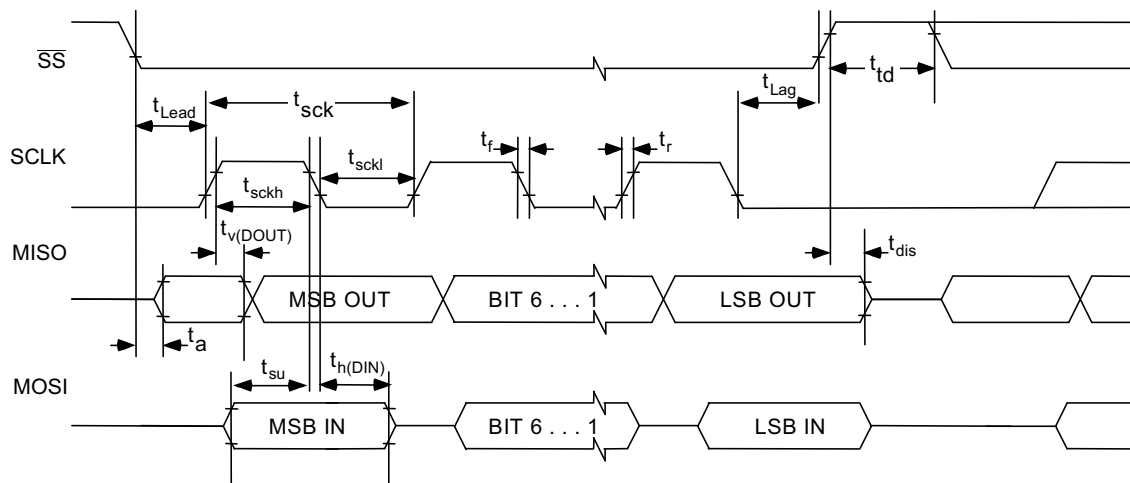 SS
t_td
t_Lag
t_Lead
t_sck
SCLK
t_f
t_r
t_sckl
t_sckh
t_v(DOUT)
MISO
t_dis
MSB OUT
BIT 6 . . . 1
LSB OUT
t_a
t_su
t_h(DIN)
MOSI
MSB IN
BIT 6 . . . 1
LSB IN